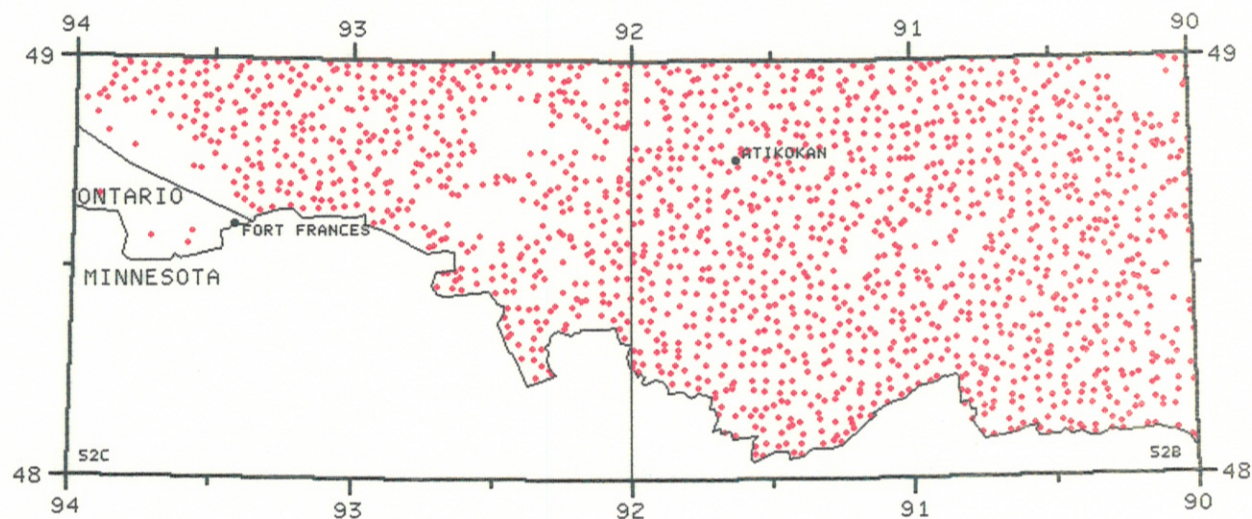 94 93 92 91 90
49 49
ATIKOKAN
ONTARIO
FORT FRANCES
MINNESOTA
52C 52B
48 48
94 93 92 91 90